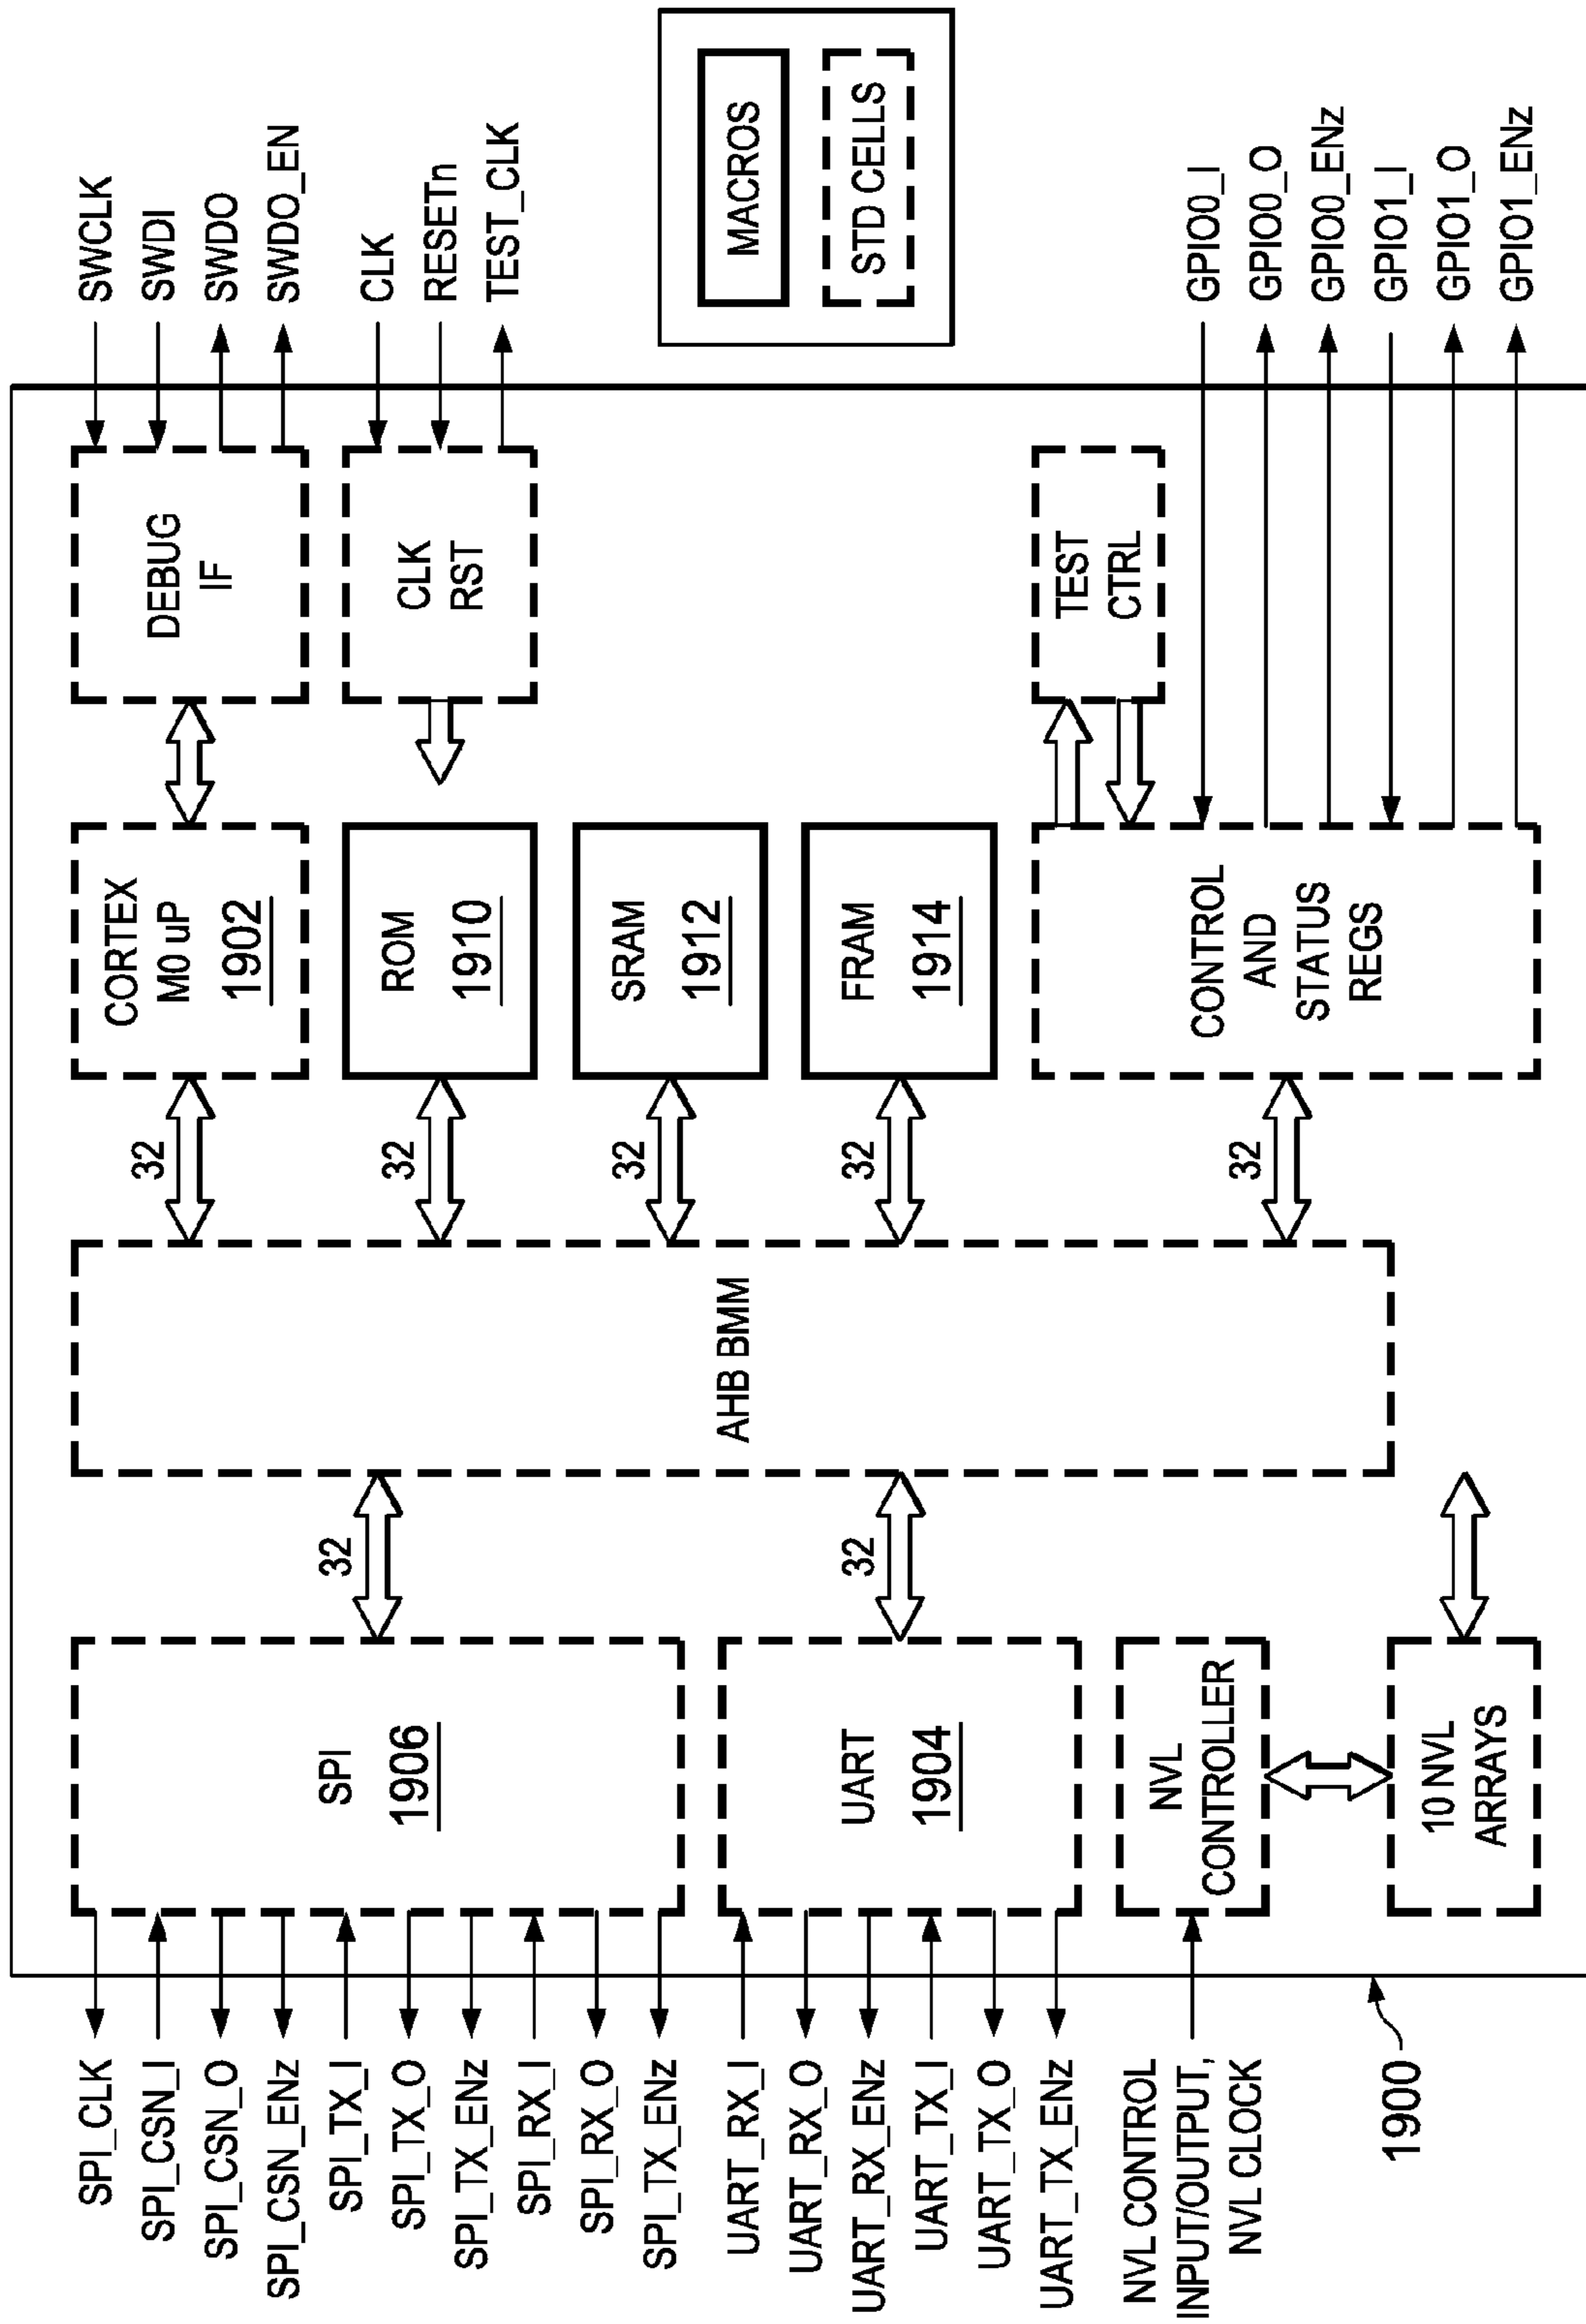 SPI_CLK
SPI_CSN_I
SPI_CSN_O
SPI_CSN_ENz
SPI_TX_I
SPI_TX_O
SPI_TX_ENz
SPI_RX_I
SPI_RX_O
SPI_TX_ENz
UART_RX_I
UART_RX_O
UART_RX_ENz
UART_TX_I
UART_TX_O
UART_TX_ENz
NVL CONTROL
INPUT/OUTPUT,
NVL CLOCK
1900
SPI
1906
UART
1904
NVL
CONTROLLER
10 NVL
ARRAYS
32
32
AHB BMM
32
32
32
32
32
CORTEX
M0 uP
1902
ROM
1910
SRAM
1912
FRAM
1914
CONTROL
AND
STATUS
REGS
DEBUG
IF
CLK
RST
TEST
CTRL
SWCLK
SWDI
SWDO
SWDO_EN
CLK
RESETn
TEST_CLK
GPIO0_I
GPIO0_O
GPIO0_ENz
GPIO1_I
GPIO1_O
GPIO1_ENz
MACROS
STD CELLS